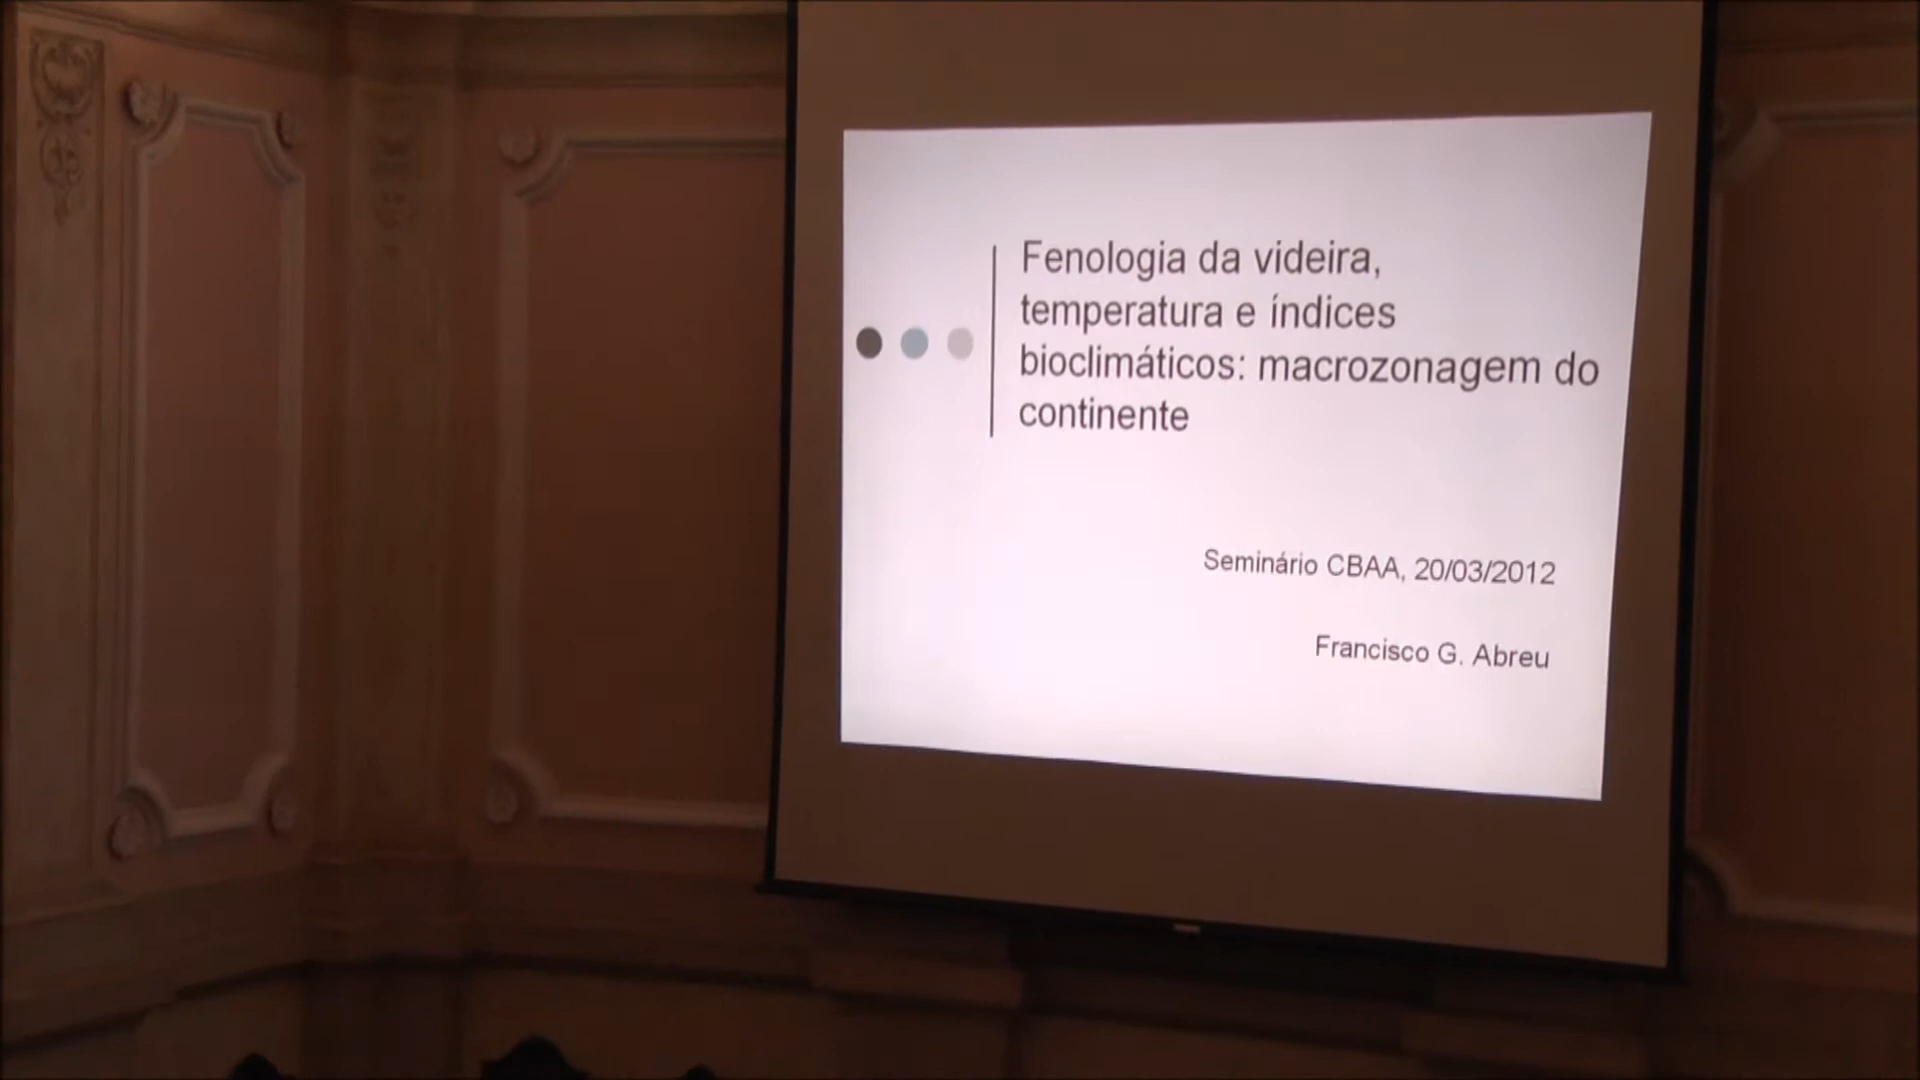 Fenologia da videira,
temperatura e índices
bioclimáticos: macrozonagem do
continente
Seminário CBAA, 20/03/2012
Francisco G. Abreu